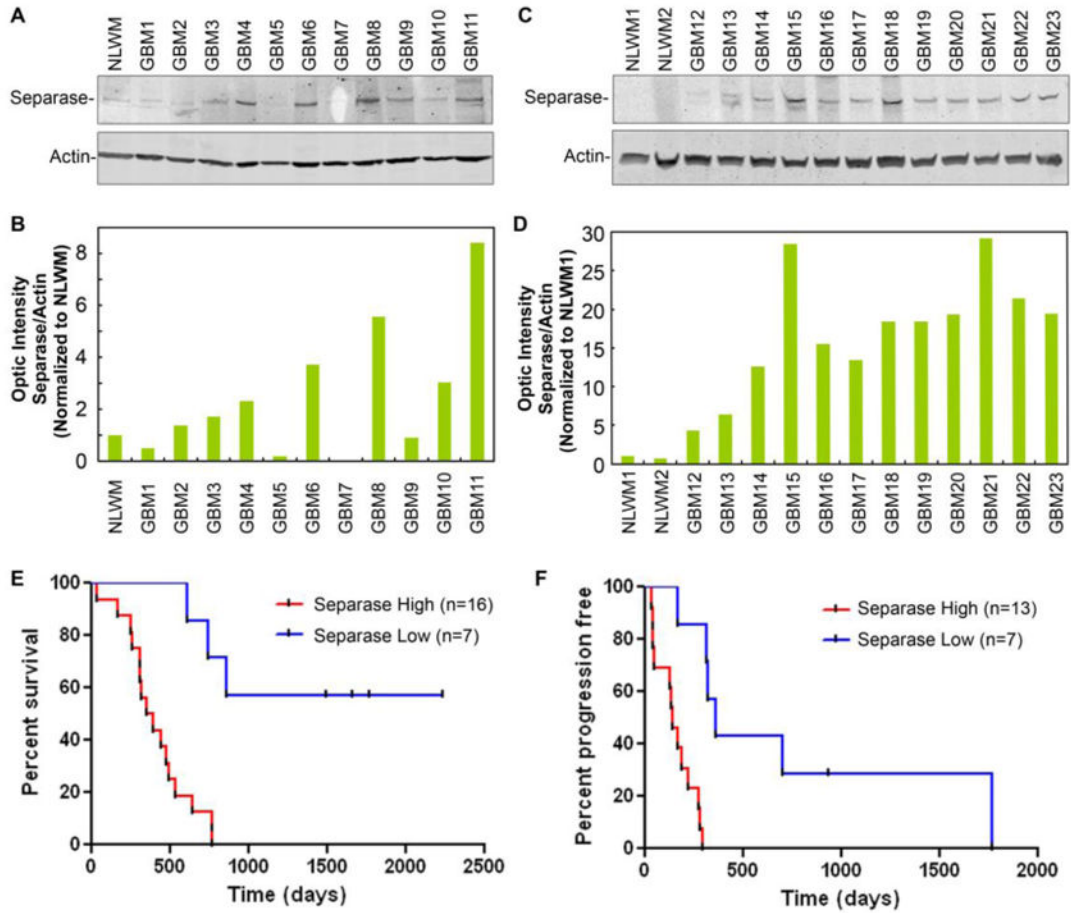 A
NLWM GBM1 GBM2 GBM3 GBM4 GBM5 GBM6 GBM7 GBM8 GBM9 GBM10 GBM11
Separase-
Actin-
C
NLWM1 NLWM2 GBM12 GBM13 GBM14 GBM15 GBM16 GBM17 GBM18 GBM19 GBM20 GBM21 GBM22 GBM23
Separase-
Actin-
B
Optic Intensity
Separase/Actin
(Normalized to NLWM)
8
6
4
2
0
NLWM GBM1 GBM2 GBM3 GBM4 GBM5 GBM6 GBM7 GBM8 GBM9 GBM10 GBM11
D
Optic Intensity
Separase/Actin
(Normalized to NLWM1)
30
25
20
15
10
5
0
NLWM1 NLWM2 GBM12 GBM13 GBM14 GBM15 GBM16 GBM17 GBM18 GBM19 GBM20 GBM21 GBM22 GBM23
E
Percent survival
100
80
60
40
20
0
Separase High (n=16)
Separase Low (n=7)
0 500 1000 1500 2000 2500
Time (days)
F
Percent progression free
100
80
60
40
20
0
Separase High (n=13)
Separase Low (n=7)
0 500 1000 1500 2000
Time (days)